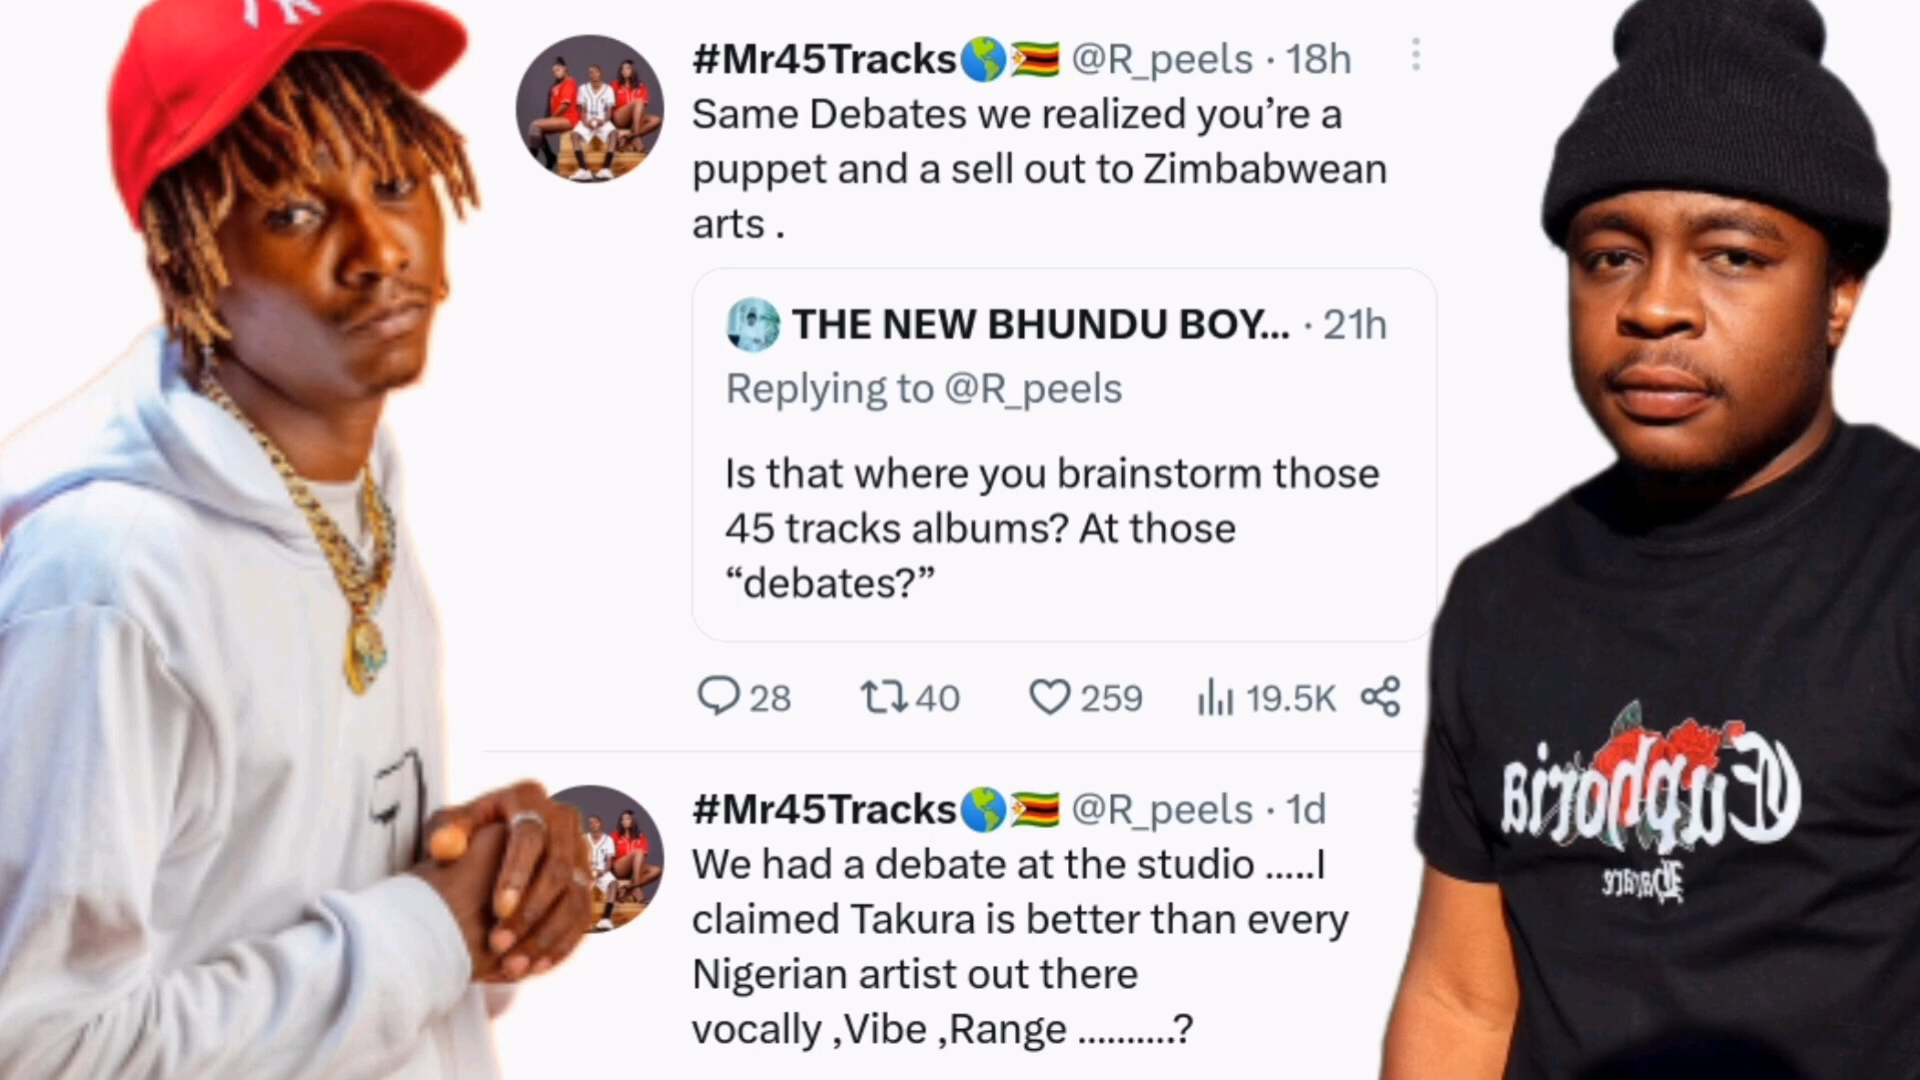 #Mr45Tracks🌎🇿🇼 @R_peels · 18h
Same Debates we realized you’re a
puppet and a sell out to Zimbabwean
arts .
THE NEW BHUNDU BOY... · 21h
Replying to @R_peels
Is that where you brainstorm those
45 tracks albums? At those
“debates?”
28 40 259 19.5K
#Mr45Tracks🌎🇿🇼 @R_peels · 1d
We had a debate at the studio .....I
claimed Takura is better than every
Nigerian artist out there
vocally ,Vibe ,Range ..........?
Euphoria